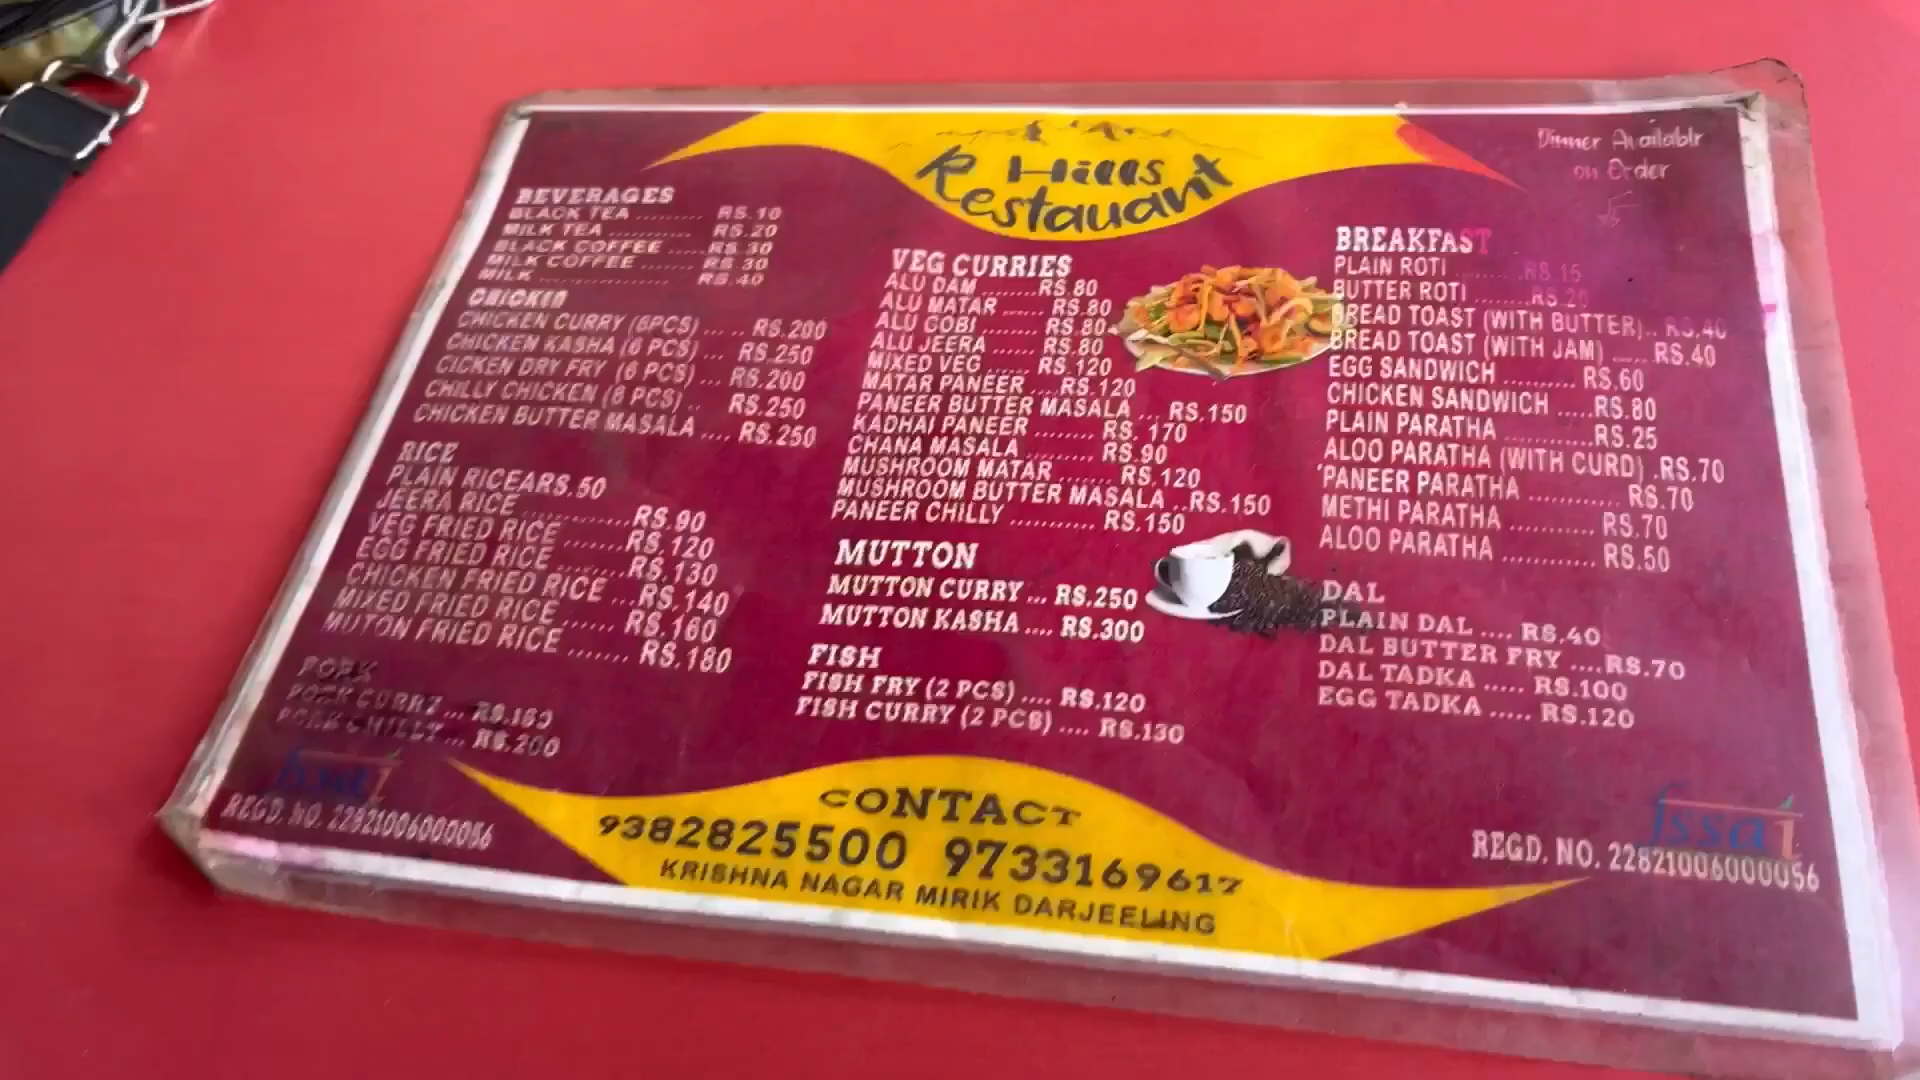 Hills
Restauant
Dinner Availablr
on Order
BEVERAGES
BLACK TEA ......... RS.10
MILK TEA ........... RS.20
BLACK COFFEE .....RS.30
MILK COFFEE ....... RS.30
MILK .................. RS.40
CHICKEN
CHICKEN CURRY (6PCS) ... .. RS.200
CHICKEN KASHA (6 PCS) ... RS.250
CICKEN DRY FRY (6 PCS) ... RS.200
CHILLY CHICKEN (8 PCS) .. RS.250
CHICKEN BUTTER MASALA .... RS.250
RICE
PLAIN RICEARS.50
JEERA RICE .............RS.90
VEG FRIED RICE .......RS.120
EGG FRIED RICE ........RS.130
CHICKEN FRIED RICE ...RS.140
MIXED FRIED RICE ...... RS.160
MUTON FRIED RICE ....... RS.180
PORK
PORK CURRY ... RS.180
PORK CHILLY ... RS.200
VEG CURRIES
ALU DAM ........RS.80
ALU MATAR ...... RS.80
ALU GOBI ........ RS.80
ALU JEERA ...... RS.80
MIXED VEG ...... RS.120
MATAR PANEER ....RS.120
PANEER BUTTER MASALA ... RS.150
KADHAI PANEER ........ RS. 170
CHANA MASALA ........ RS.90
MUSHROOM MATAR ........ RS.120
MUSHROOM BUTTER MASALA ..RS.150
PANEER CHILLY ........... RS.150
MUTTON
MUTTON CURRY ... RS.250
MUTTON KASHA .... RS.300
FISH
FISH FRY (2 PCS) .... RS.120
FISH CURRY (2 PCS) .... RS.130
BREAKFAST
PLAIN ROTI .........RS 15
BUTTER ROTI .......RS 20
BREAD TOAST (WITH BUTTER).. RS.40
BREAD TOAST (WITH JAM) ..... RS.40
EGG SANDWICH .......... RS.60
CHICKEN SANDWICH .....RS.80
PLAIN PARATHA ............RS.25
ALOO PARATHA (WITH CURD) .RS.70
PANEER PARATHA ............ RS.70
METHI PARATHA ............ RS.70
ALOO PARATHA ............ RS.50
DAL
PLAIN DAL .... RS.40
DAL BUTTER FRY ....RS.70
DAL TADKA ..... RS.100
EGG TADKA ..... RS.120
fssai
REGD. NO. 22821006000056
CONTACT
9382825500 9733169617
KRISHNA NAGAR MIRIK DARJEELING
fssai
REGD. NO. 22821006000056